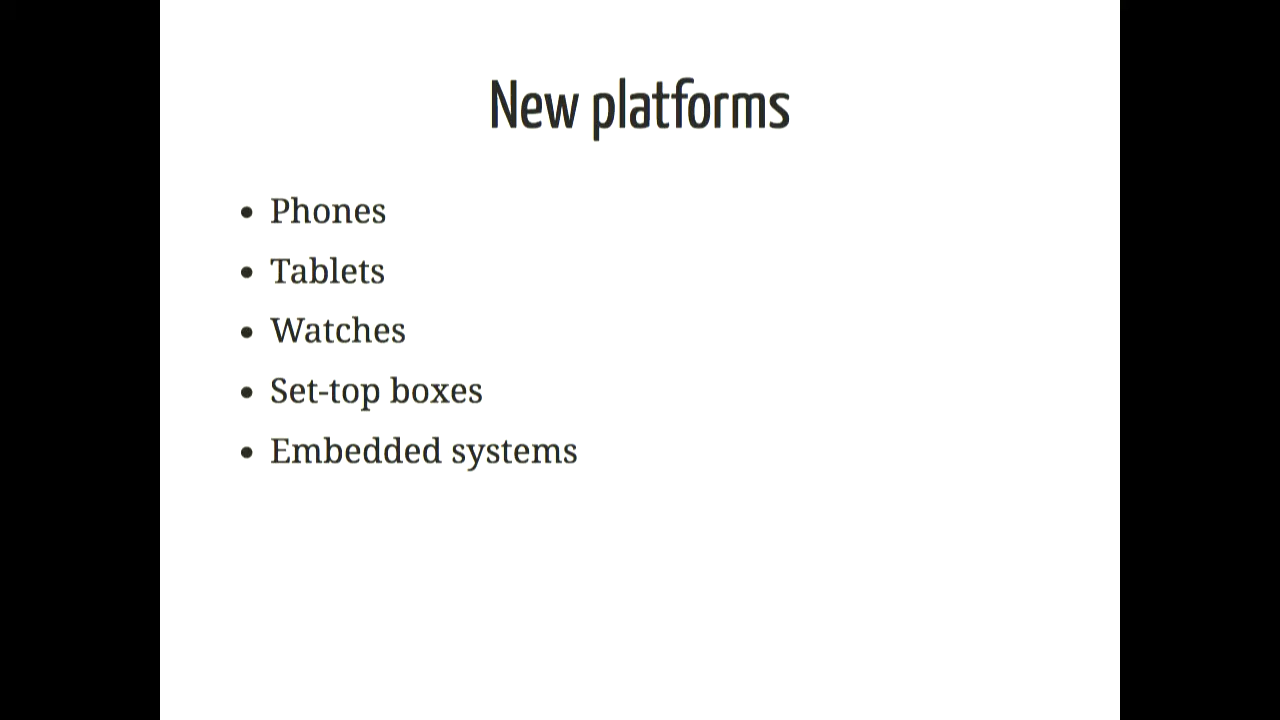 New platforms
• Phones
• Tablets
• Watches
• Set-top boxes
• Embedded systems